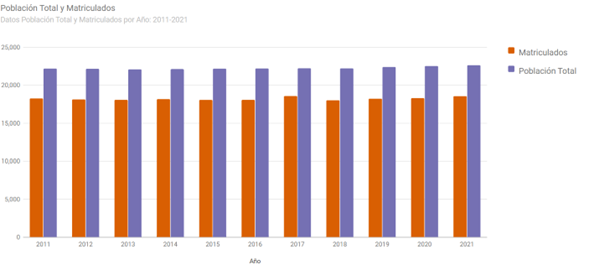 Población Total y Matriculados
Datos Población Total y Matriculados por Año: 2011-2021
25,000
20,000
15,000
10,000
5,000
0
2011 2012 2013 2014 2015 2016 2017 2018 2019 2020 2021
Año
Matriculados
Población Total